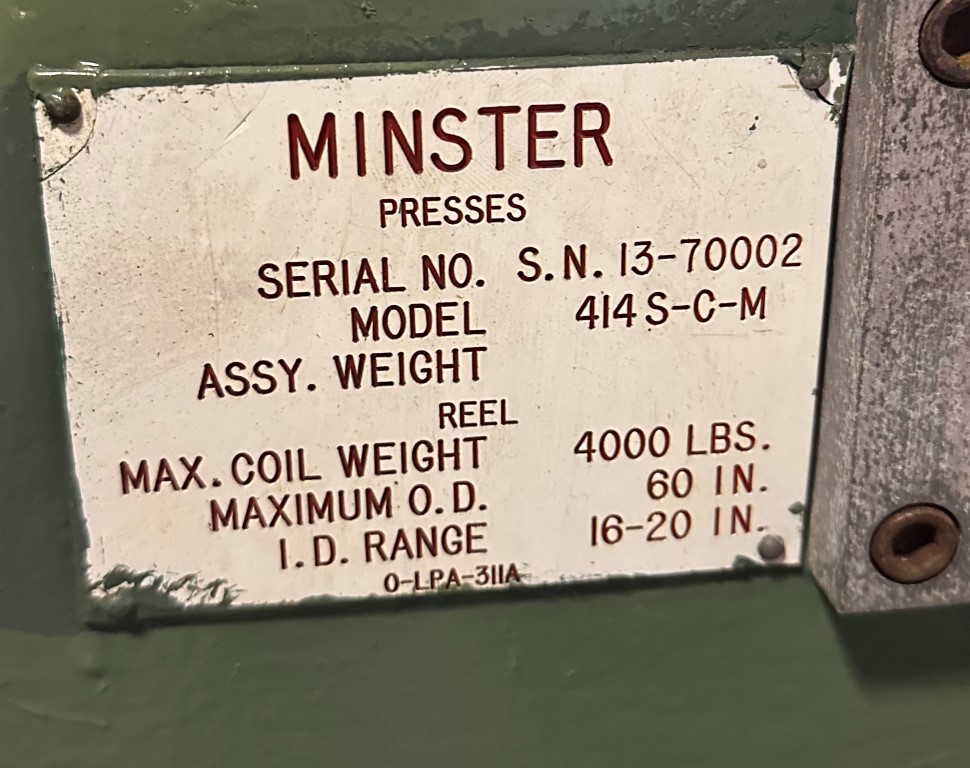 MINSTER
PRESSES
SERIAL NO. S.N. 13-70002
MODEL 414 S-C-M
ASSY. WEIGHT
REEL
MAX. COIL WEIGHT 4000 LBS.
MAXIMUM O.D. 60 IN.
I.D. RANGE 16-20 IN.
O-LPA-311A